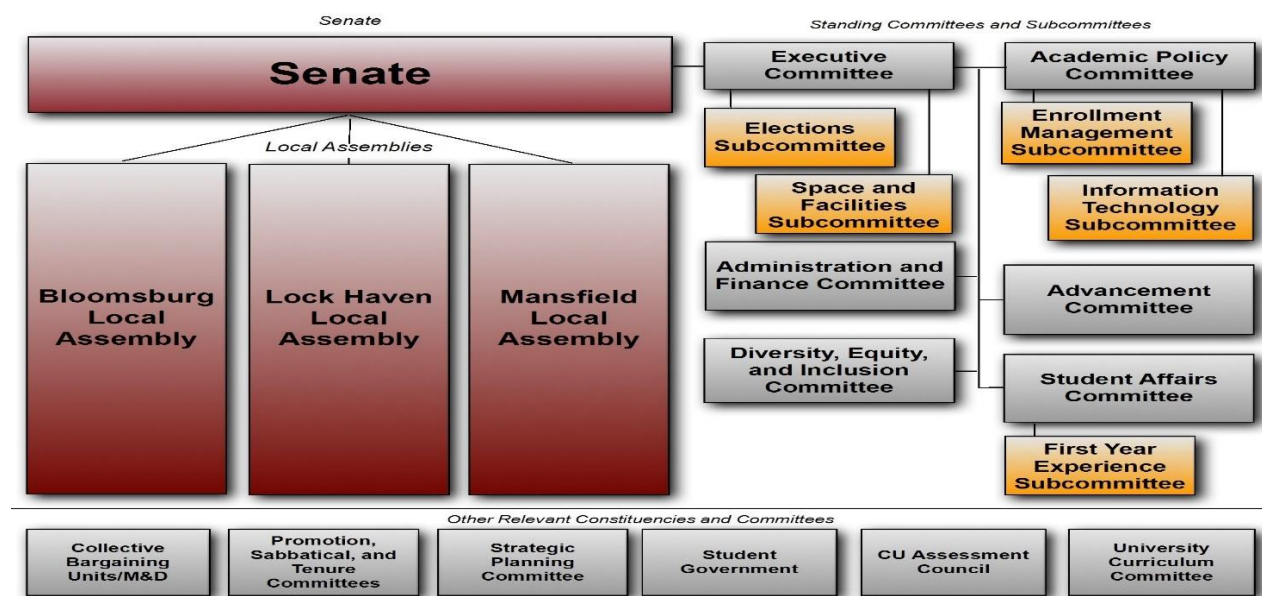 Senate
Senate
Local Assemblies
Bloomsburg
Local
Assembly
Lock Haven
Local
Assembly
Mansfield
Local
Assembly
Standing Committees and Subcommittees
Executive
Committee
Academic Policy
Committee
Elections
Subcommittee
Enrollment
Management
Subcommittee
Space and
Facilities
Subcommittee
Information
Technology
Subcommittee
Administration and
Finance Committee
Advancement
Committee
Diversity, Equity,
and Inclusion
Committee
Student Affairs
Committee
First Year
Experience
Subcommittee
Other Relevant Constituencies and Committees
Collective
Bargaining
Units/M&D
Promotion,
Sabbatical, and
Tenure
Committees
Strategic
Planning
Committee
Student
Government
CU Assessment
Council
University
Curriculum
Committee